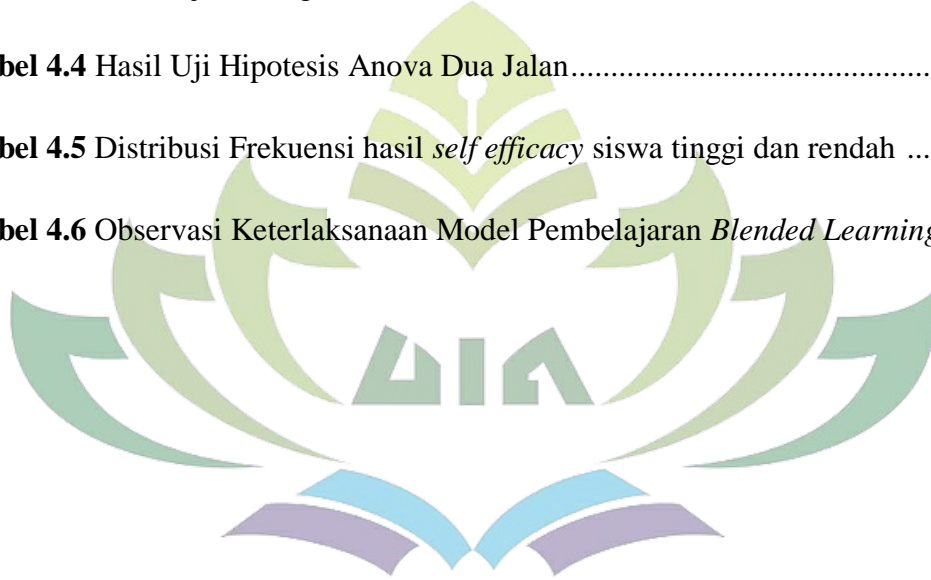 bel 4.4 Hasil Uji Hipotesis Anova Dua Jalan......................................
bel 4.5 Distribusi Frekuensi hasil self efficacy siswa tinggi dan rendah ...
bel 4.6 Observasi Keterlaksanaan Model Pembelajaran Blended Learning
UIN